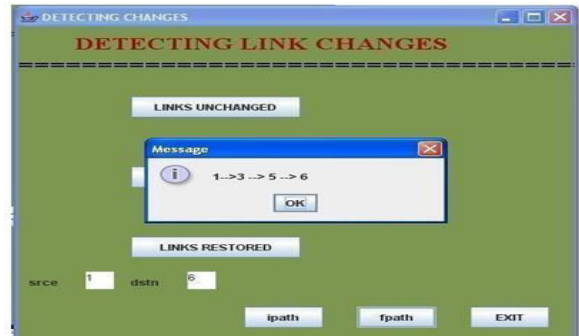 DETECTING CHANGES
DETECTING LINK CHANGES
LINKS UNCHANGED
Message
1-->3 --> 5 --> 6
OK
LINKS RESTORED
srce 1 dstn 6
ipath fpath EXIT